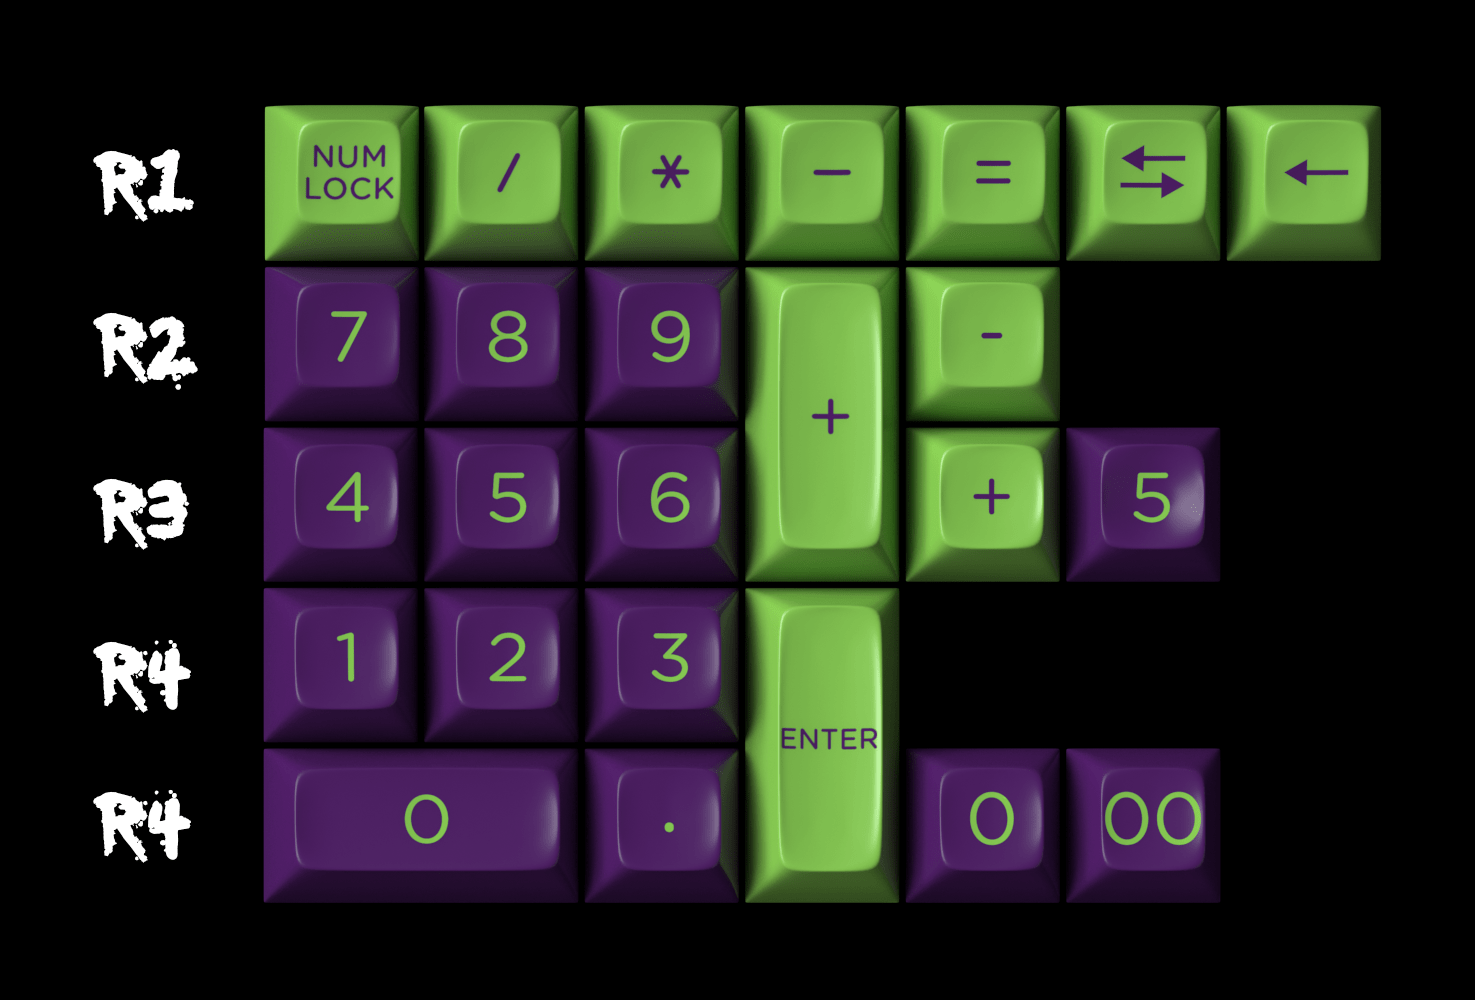 R1 NUM LOCK / * − = ⇆ ←
R2 7 8 9 + -
R3 4 5 6 + 5
R4 1 2 3 ENTER
R4 0 . 0 00